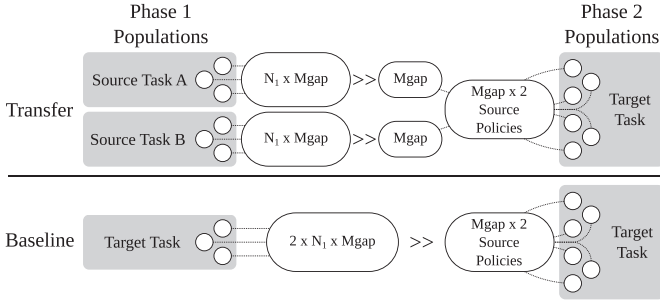 Phase 1
Populations
Phase 2
Populations
Transfer
Source Task A
N₁ x Mgap
>>
Mgap
Source Task B
N₁ x Mgap
>>
Mgap
Mgap x 2
Source
Policies
Target
Task
Baseline
Target Task
2 x N₁ x Mgap
>>
Mgap x 2
Source
Policies
Target
Task